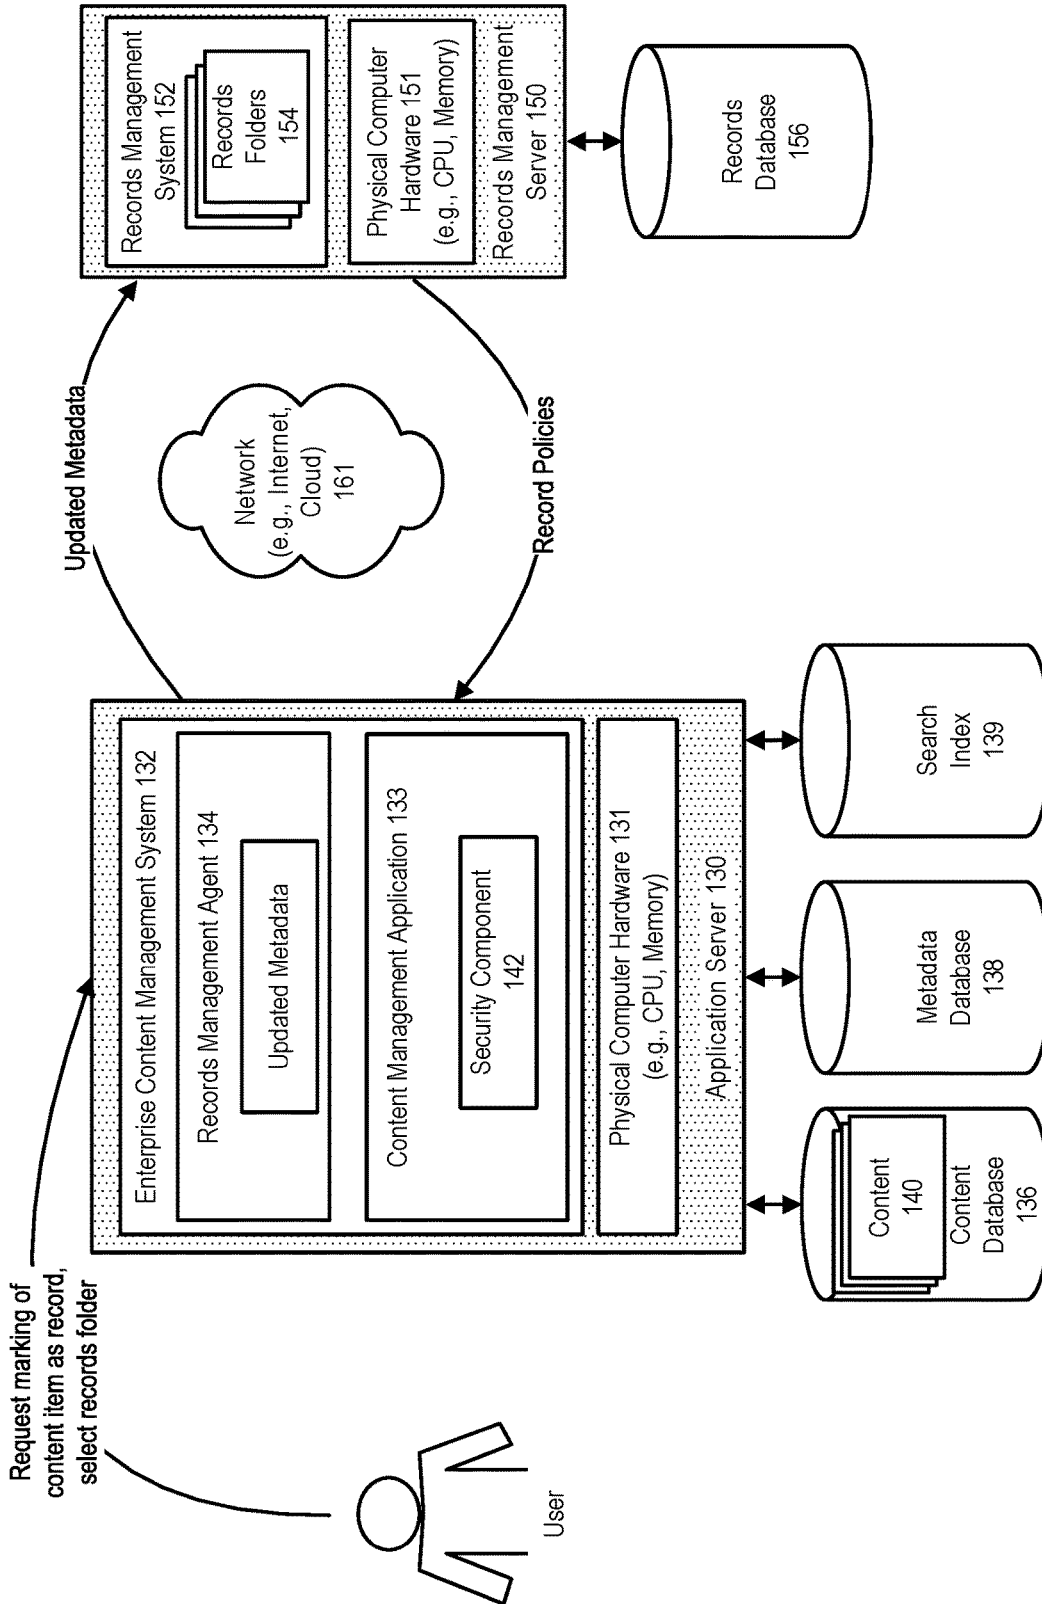 Request marking of
content item as record,
select records folder
User
Enterprise Content Management System 132
Records Management Agent 134
Updated Metadata
Content Management Application 133
Security Component
142
Physical Computer Hardware 131
(e.g., CPU, Memory)
Application Server 130
Content
140
Content
Database
136
Metadata
Database
138
Search
Index
139
Updated Metadata
Network
(e.g., Internet,
Cloud)
161
Record Policies
Records Management
System 152
Records
Folders
154
Physical Computer
Hardware 151
(e.g., CPU, Memory)
Records Management
Server 150
Records
Database
156